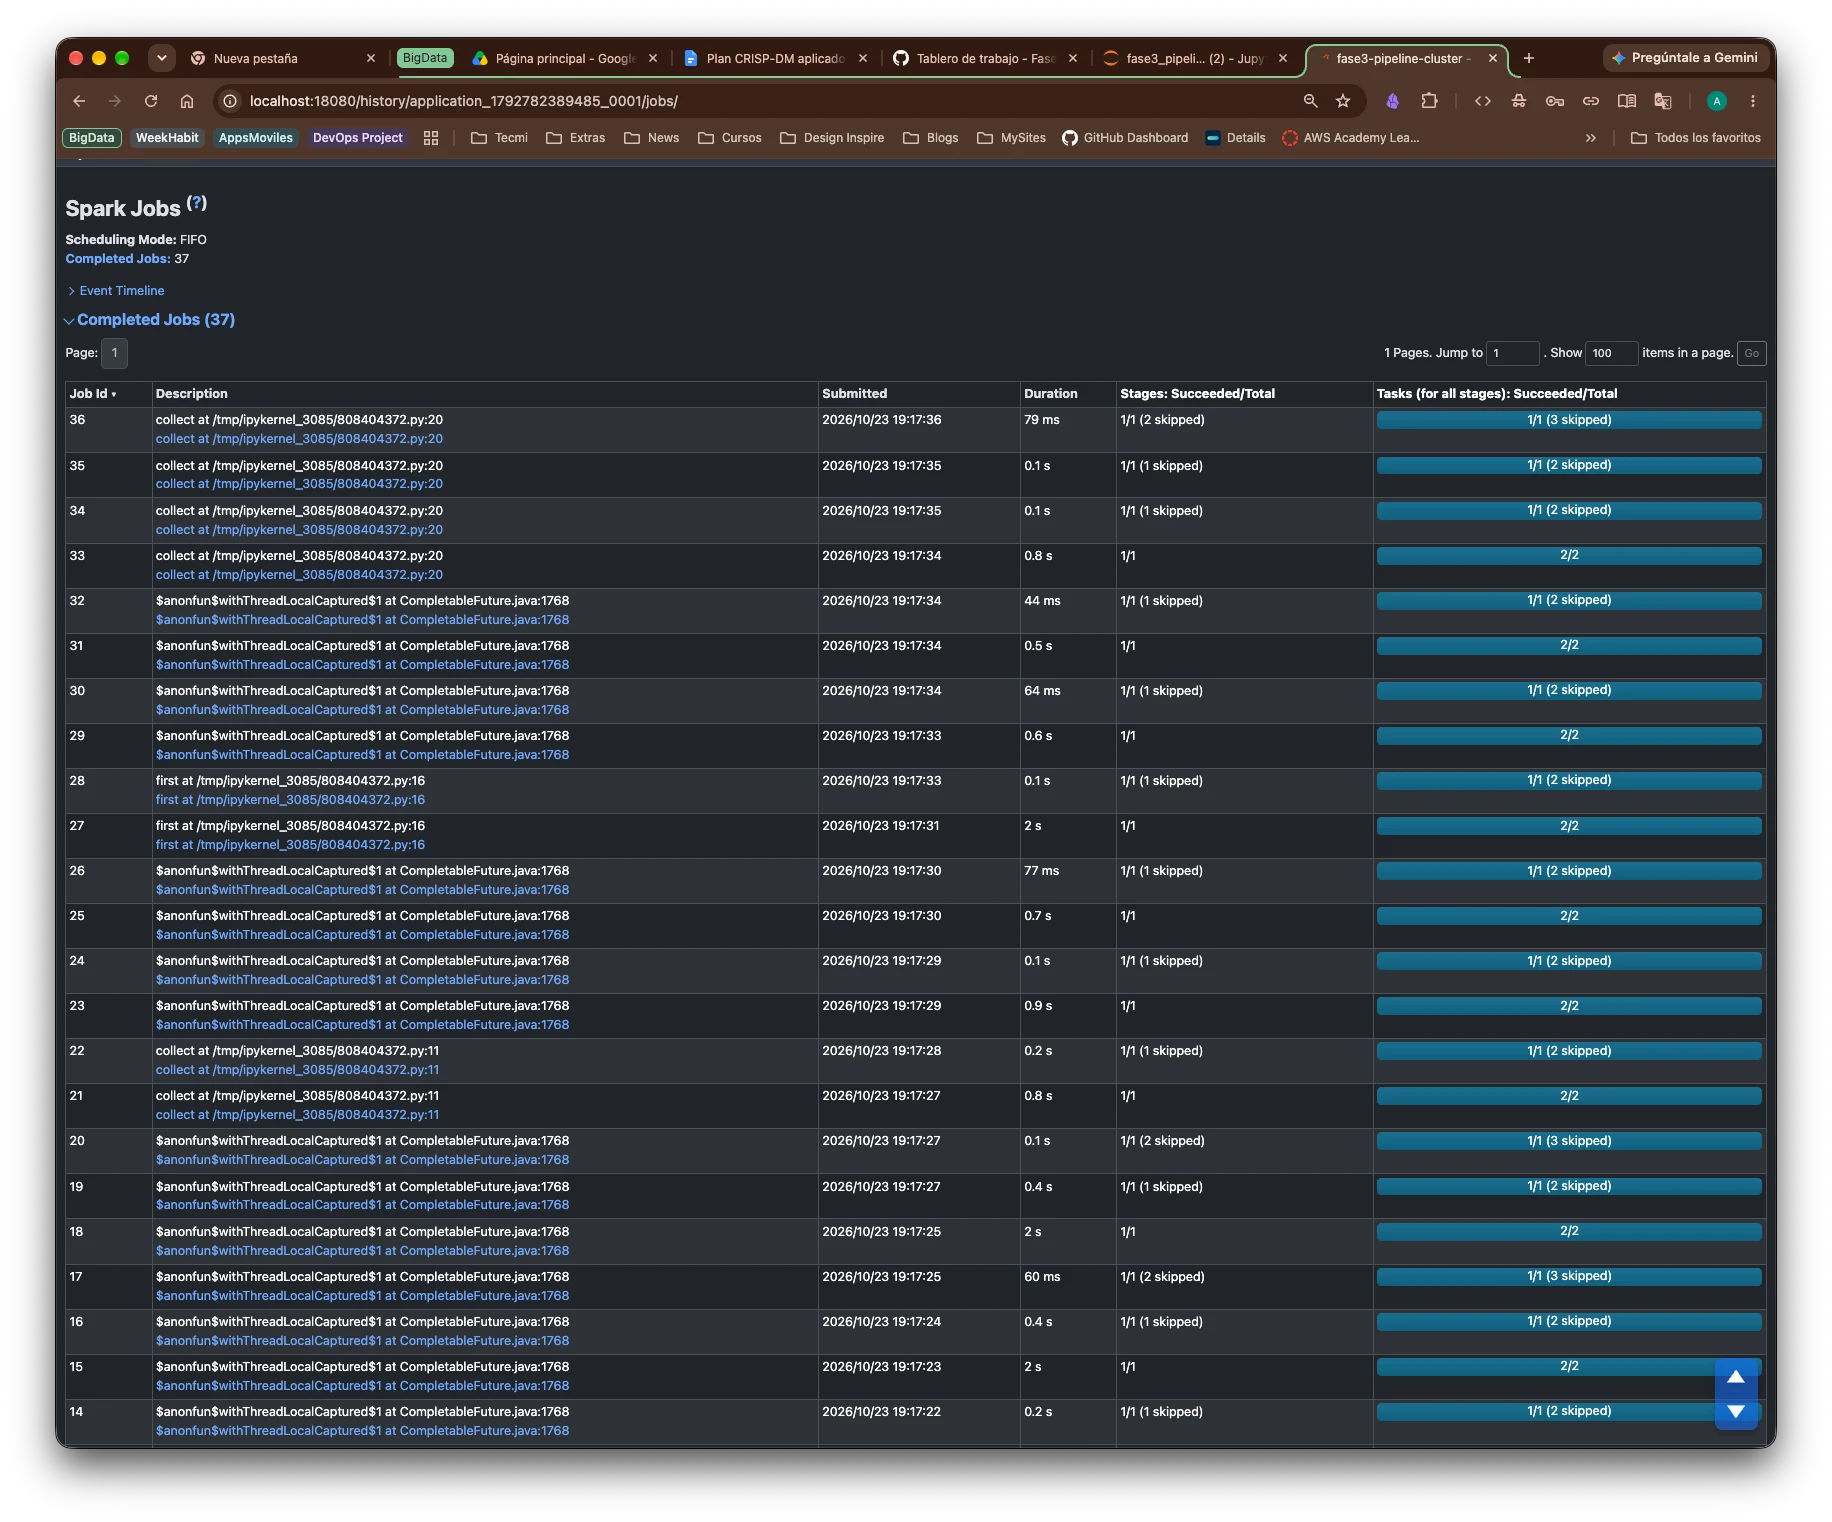 Nueva pestaña
BigData
Página principal - Google
Plan CRISP-DM aplicado
Tablero de trabajo - Fase
fase3_pipeli... (2) - Jupy
fase3-pipeline-cluster -
Pregúntale a Gemini
localhost:18080/history/application_1792782389485_0001/jobs/
A
BigData WeekHabit AppsMoviles DevOps Project Tecmi Extras News Cursos Design Inspire Blogs MySites GitHub Dashboard Details AWS Academy Lea... » Todos los favoritos
Spark Jobs (?)
Scheduling Mode: FIFO
Completed Jobs: 37
Event Timeline
Completed Jobs (37)
Page: 1
1 Pages. Jump to 1 . Show 100 items in a page. Go
Job Id ▾ Description Submitted Duration Stages: Succeeded/Total Tasks (for all stages): Succeeded/Total
36 collect at /tmp/ipykernel_3085/808404372.py:20 2026/10/23 19:17:36 79 ms 1/1 (2 skipped) 1/1 (3 skipped)
collect at /tmp/ipykernel_3085/808404372.py:20
35 collect at /tmp/ipykernel_3085/808404372.py:20 2026/10/23 19:17:35 0.1 s 1/1 (1 skipped) 1/1 (2 skipped)
collect at /tmp/ipykernel_3085/808404372.py:20
34 collect at /tmp/ipykernel_3085/808404372.py:20 2026/10/23 19:17:35 0.1 s 1/1 (1 skipped) 1/1 (2 skipped)
collect at /tmp/ipykernel_3085/808404372.py:20
33 collect at /tmp/ipykernel_3085/808404372.py:20 2026/10/23 19:17:34 0.8 s 1/1 2/2
collect at /tmp/ipykernel_3085/808404372.py:20
32 $anonfun$withThreadLocalCaptured$1 at CompletableFuture.java:1768 2026/10/23 19:17:34 44 ms 1/1 (1 skipped) 1/1 (2 skipped)
$anonfun$withThreadLocalCaptured$1 at CompletableFuture.java:1768
31 $anonfun$withThreadLocalCaptured$1 at CompletableFuture.java:1768 2026/10/23 19:17:34 0.5 s 1/1 2/2
$anonfun$withThreadLocalCaptured$1 at CompletableFuture.java:1768
30 $anonfun$withThreadLocalCaptured$1 at CompletableFuture.java:1768 2026/10/23 19:17:34 64 ms 1/1 (1 skipped) 1/1 (2 skipped)
$anonfun$withThreadLocalCaptured$1 at CompletableFuture.java:1768
29 $anonfun$withThreadLocalCaptured$1 at CompletableFuture.java:1768 2026/10/23 19:17:33 0.6 s 1/1 2/2
$anonfun$withThreadLocalCaptured$1 at CompletableFuture.java:1768
28 first at /tmp/ipykernel_3085/808404372.py:16 2026/10/23 19:17:33 0.1 s 1/1 (1 skipped) 1/1 (2 skipped)
first at /tmp/ipykernel_3085/808404372.py:16
27 first at /tmp/ipykernel_3085/808404372.py:16 2026/10/23 19:17:31 2 s 1/1 2/2
first at /tmp/ipykernel_3085/808404372.py:16
26 $anonfun$withThreadLocalCaptured$1 at CompletableFuture.java:1768 2026/10/23 19:17:30 77 ms 1/1 (1 skipped) 1/1 (2 skipped)
$anonfun$withThreadLocalCaptured$1 at CompletableFuture.java:1768
25 $anonfun$withThreadLocalCaptured$1 at CompletableFuture.java:1768 2026/10/23 19:17:30 0.7 s 1/1 2/2
$anonfun$withThreadLocalCaptured$1 at CompletableFuture.java:1768
24 $anonfun$withThreadLocalCaptured$1 at CompletableFuture.java:1768 2026/10/23 19:17:29 0.1 s 1/1 (1 skipped) 1/1 (2 skipped)
$anonfun$withThreadLocalCaptured$1 at CompletableFuture.java:1768
23 $anonfun$withThreadLocalCaptured$1 at CompletableFuture.java:1768 2026/10/23 19:17:29 0.9 s 1/1 2/2
$anonfun$withThreadLocalCaptured$1 at CompletableFuture.java:1768
22 collect at /tmp/ipykernel_3085/808404372.py:11 2026/10/23 19:17:28 0.2 s 1/1 (1 skipped) 1/1 (2 skipped)
collect at /tmp/ipykernel_3085/808404372.py:11
21 collect at /tmp/ipykernel_3085/808404372.py:11 2026/10/23 19:17:27 0.8 s 1/1 2/2
collect at /tmp/ipykernel_3085/808404372.py:11
20 $anonfun$withThreadLocalCaptured$1 at CompletableFuture.java:1768 2026/10/23 19:17:27 0.1 s 1/1 (2 skipped) 1/1 (3 skipped)
$anonfun$withThreadLocalCaptured$1 at CompletableFuture.java:1768
19 $anonfun$withThreadLocalCaptured$1 at CompletableFuture.java:1768 2026/10/23 19:17:27 0.4 s 1/1 (1 skipped) 1/1 (2 skipped)
$anonfun$withThreadLocalCaptured$1 at CompletableFuture.java:1768
18 $anonfun$withThreadLocalCaptured$1 at CompletableFuture.java:1768 2026/10/23 19:17:25 2 s 1/1 2/2
$anonfun$withThreadLocalCaptured$1 at CompletableFuture.java:1768
17 $anonfun$withThreadLocalCaptured$1 at CompletableFuture.java:1768 2026/10/23 19:17:25 60 ms 1/1 (2 skipped) 1/1 (3 skipped)
$anonfun$withThreadLocalCaptured$1 at CompletableFuture.java:1768
16 $anonfun$withThreadLocalCaptured$1 at CompletableFuture.java:1768 2026/10/23 19:17:24 0.4 s 1/1 (1 skipped) 1/1 (2 skipped)
$anonfun$withThreadLocalCaptured$1 at CompletableFuture.java:1768
15 $anonfun$withThreadLocalCaptured$1 at CompletableFuture.java:1768 2026/10/23 19:17:23 2 s 1/1 2/2
$anonfun$withThreadLocalCaptured$1 at CompletableFuture.java:1768
14 $anonfun$withThreadLocalCaptured$1 at CompletableFuture.java:1768 2026/10/23 19:17:22 0.2 s 1/1 (1 skipped) 1/1 (2 skipped)
$anonfun$withThreadLocalCaptured$1 at CompletableFuture.java:1768